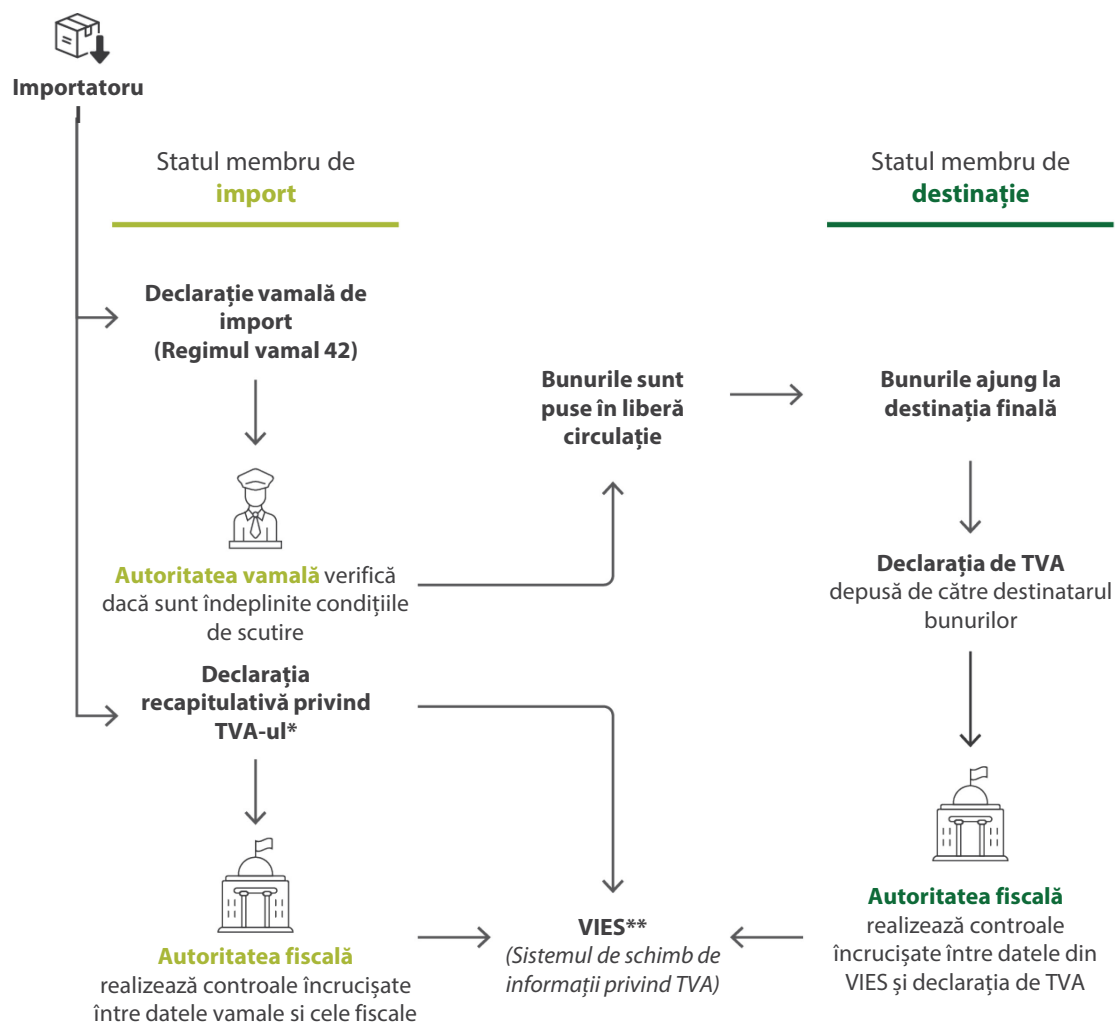 Importatoru
l
Statul membru de
import
Statul membru de
destinație
Declarație vamală de
import
(Regimul vamal 42)
Bunurile sunt
puse în liberă
circulație
Bunurile ajung la
destinația finală
Autoritatea vamală verifică
dacă sunt îndeplinite condițiile
de scutire
Declarația de TVA
depusă de către destinatarul
bunurilor
Declarația
recapitulativă privind
TVA-ul*
Autoritatea fiscală
realizează controale încrucișate
între datele vamale si cele fiscale
VIES**
(Sistemul de schimb de
informații privind TVA)
Autoritatea fiscală
realizează controale
încrucișate între datele din
VIES și declarația de TVA